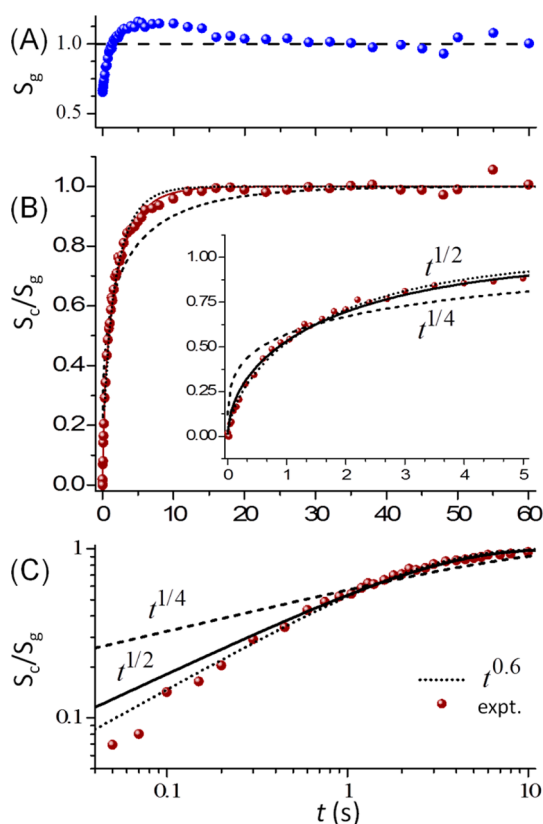 (A)
S_g
1.0
0.5
(B)
S_c/S_g
1.0
0.8
0.6
0.4
0.2
0.0
0 10 20 30 40 50 60
1.00
0.75
0.50
0.25
0.00
0 1 2 3 4 5
t^{1/2}
t^{1/4}
(C)
S_c/S_g
1
0.1
t^{1/4}
t^{1/2}
t^{0.6}
expt.
0.1 1 10
t (s)